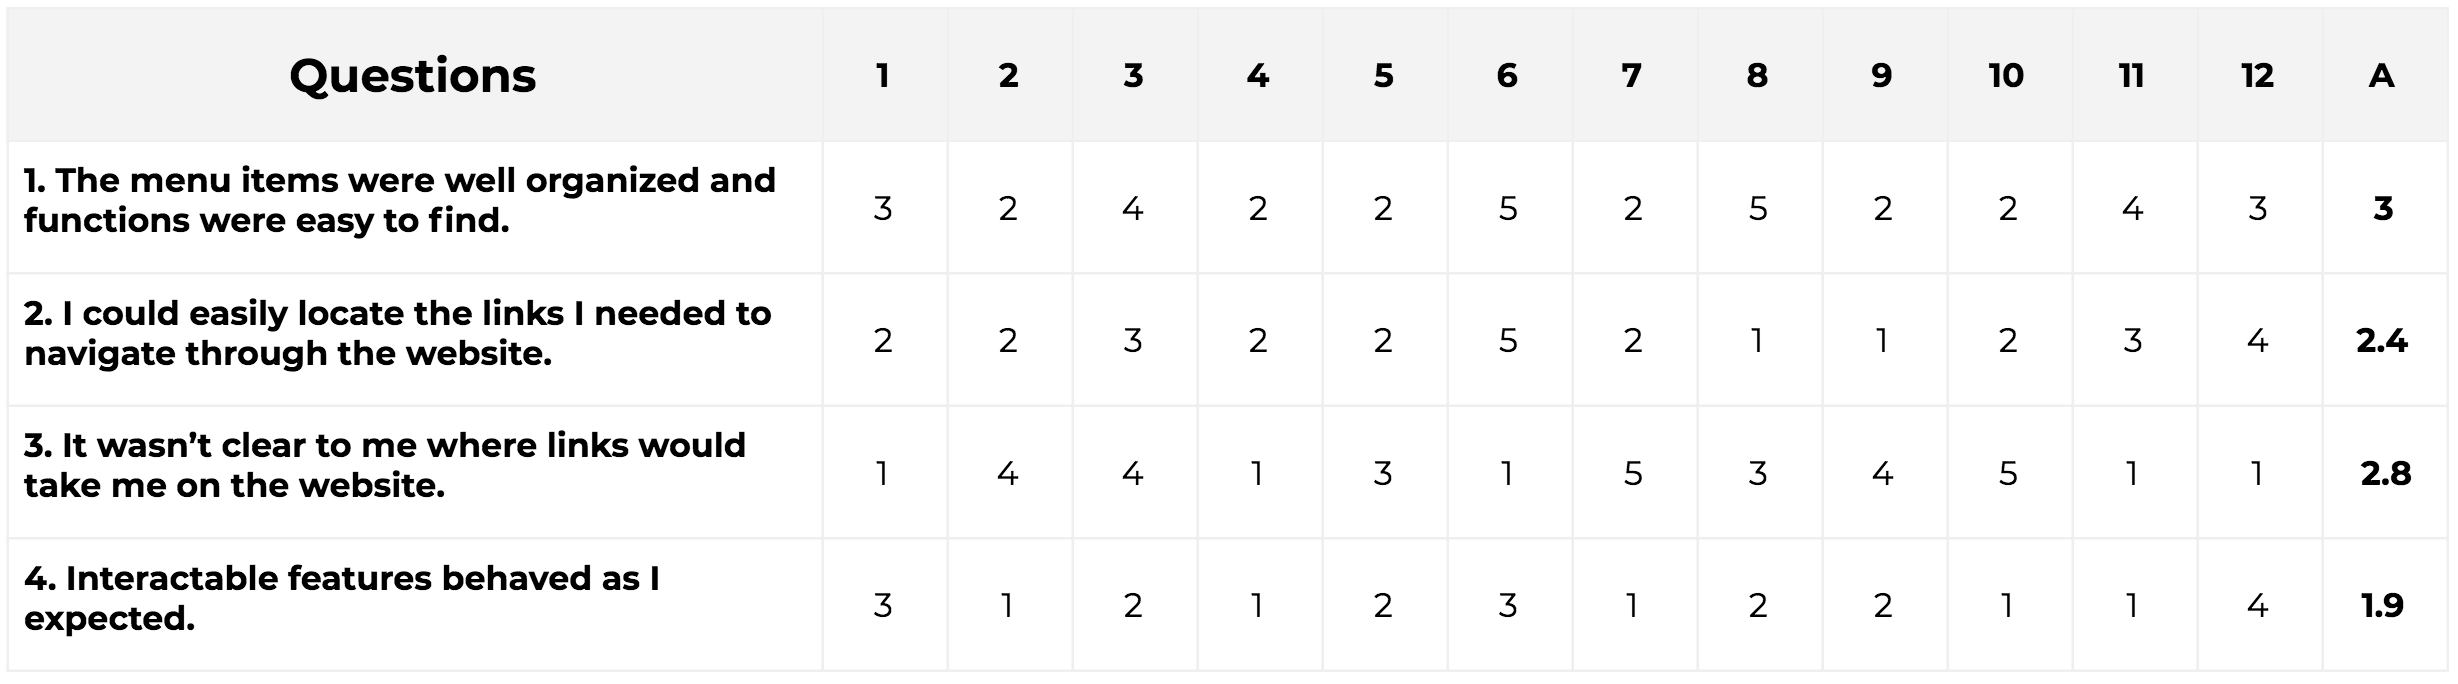 Questions 1 2 3 4 5 6 7 8 9 10 11 12 A
1. The menu items were well organized and
functions were easy to find.
3 2 4 2 2 5 2 5 2 2 4 3 3
2. I could easily locate the links I needed to
navigate through the website.
2 2 3 2 2 5 2 1 1 2 3 4 2.4
3. It wasn’t clear to me where links would
take me on the website.
1 4 4 1 3 1 5 3 4 5 1 1 2.8
4. Interactable features behaved as I
expected.
3 1 2 1 2 3 1 2 2 1 1 4 1.9